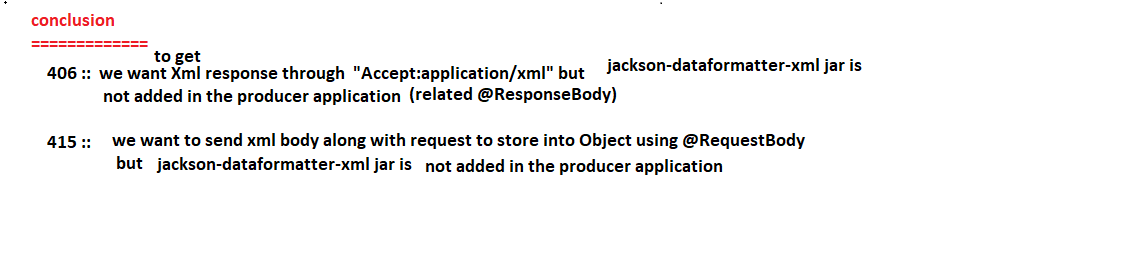 conclusion
=============
to get
406 :: we want Xml response through "Accept:application/xml" but jackson-dataformatter-xml jar is
not added in the producer application (related @ResponseBody)
415 :: we want to send xml body along with request to store into Object using @RequestBody
but jackson-dataformatter-xml jar is not added in the producer application